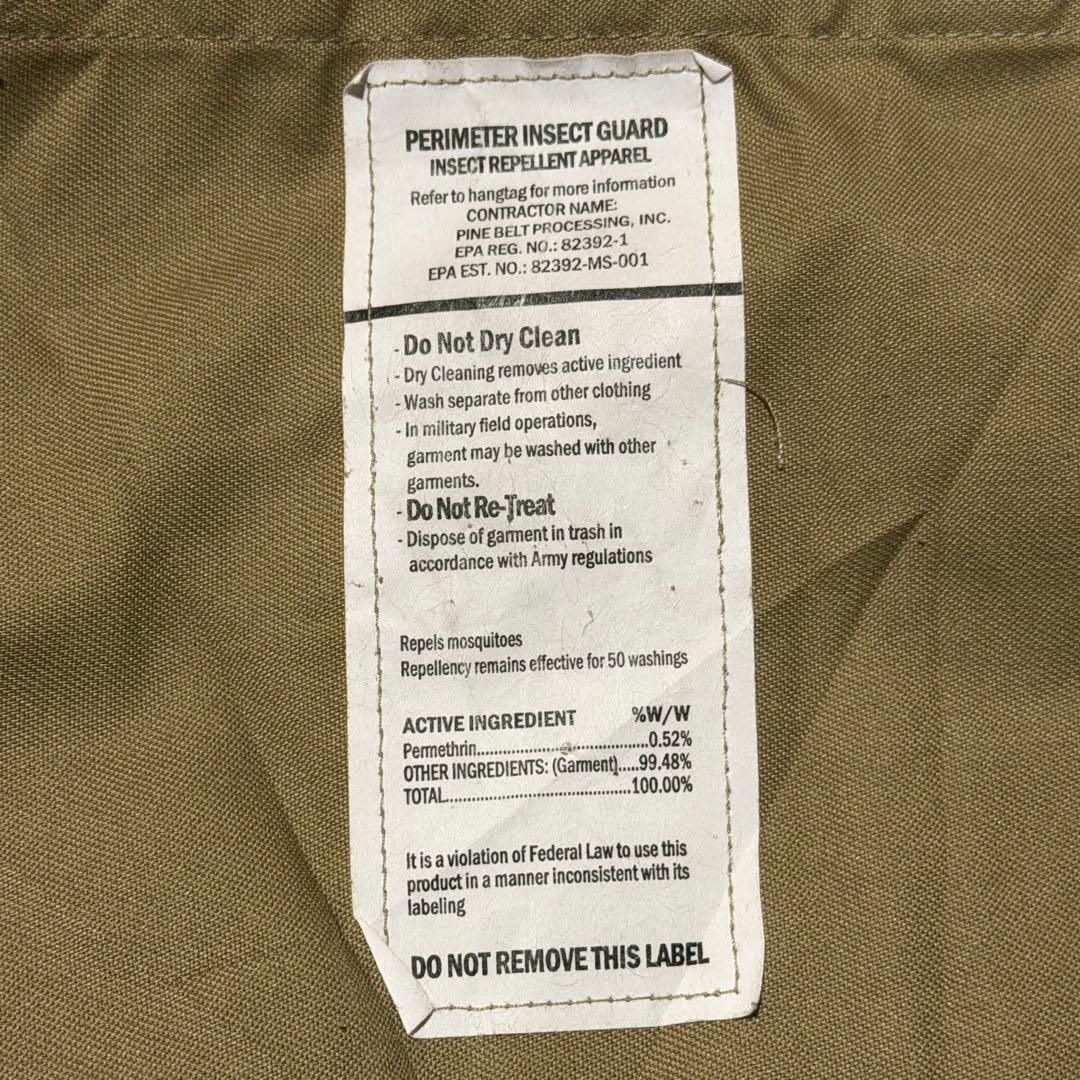 PERIMETER INSECT GUARD
INSECT REPELLENT APPAREL
Refer to hangtag for more information
CONTRACTOR NAME:
PINE BELT PROCESSING, INC.
EPA REG. NO.: 82392-1
EPA EST. NO.: 82392-MS-001
- Do Not Dry Clean
- Dry Cleaning removes active ingredient
- Wash separate from other clothing
- In military field operations,
garment may be washed with other
garments.
- Do Not Re-Treat
- Dispose of garment in trash in
accordance with Army regulations
Repels mosquitoes
Repellency remains effective for 50 washings
ACTIVE INGREDIENT %W/W
Permethrin..............................0.52%
OTHER INGREDIENTS: (Garment).....99.48%
TOTAL.....................................100.00%
It is a violation of Federal Law to use this
product in a manner inconsistent with its
labeling
DO NOT REMOVE THIS LABEL